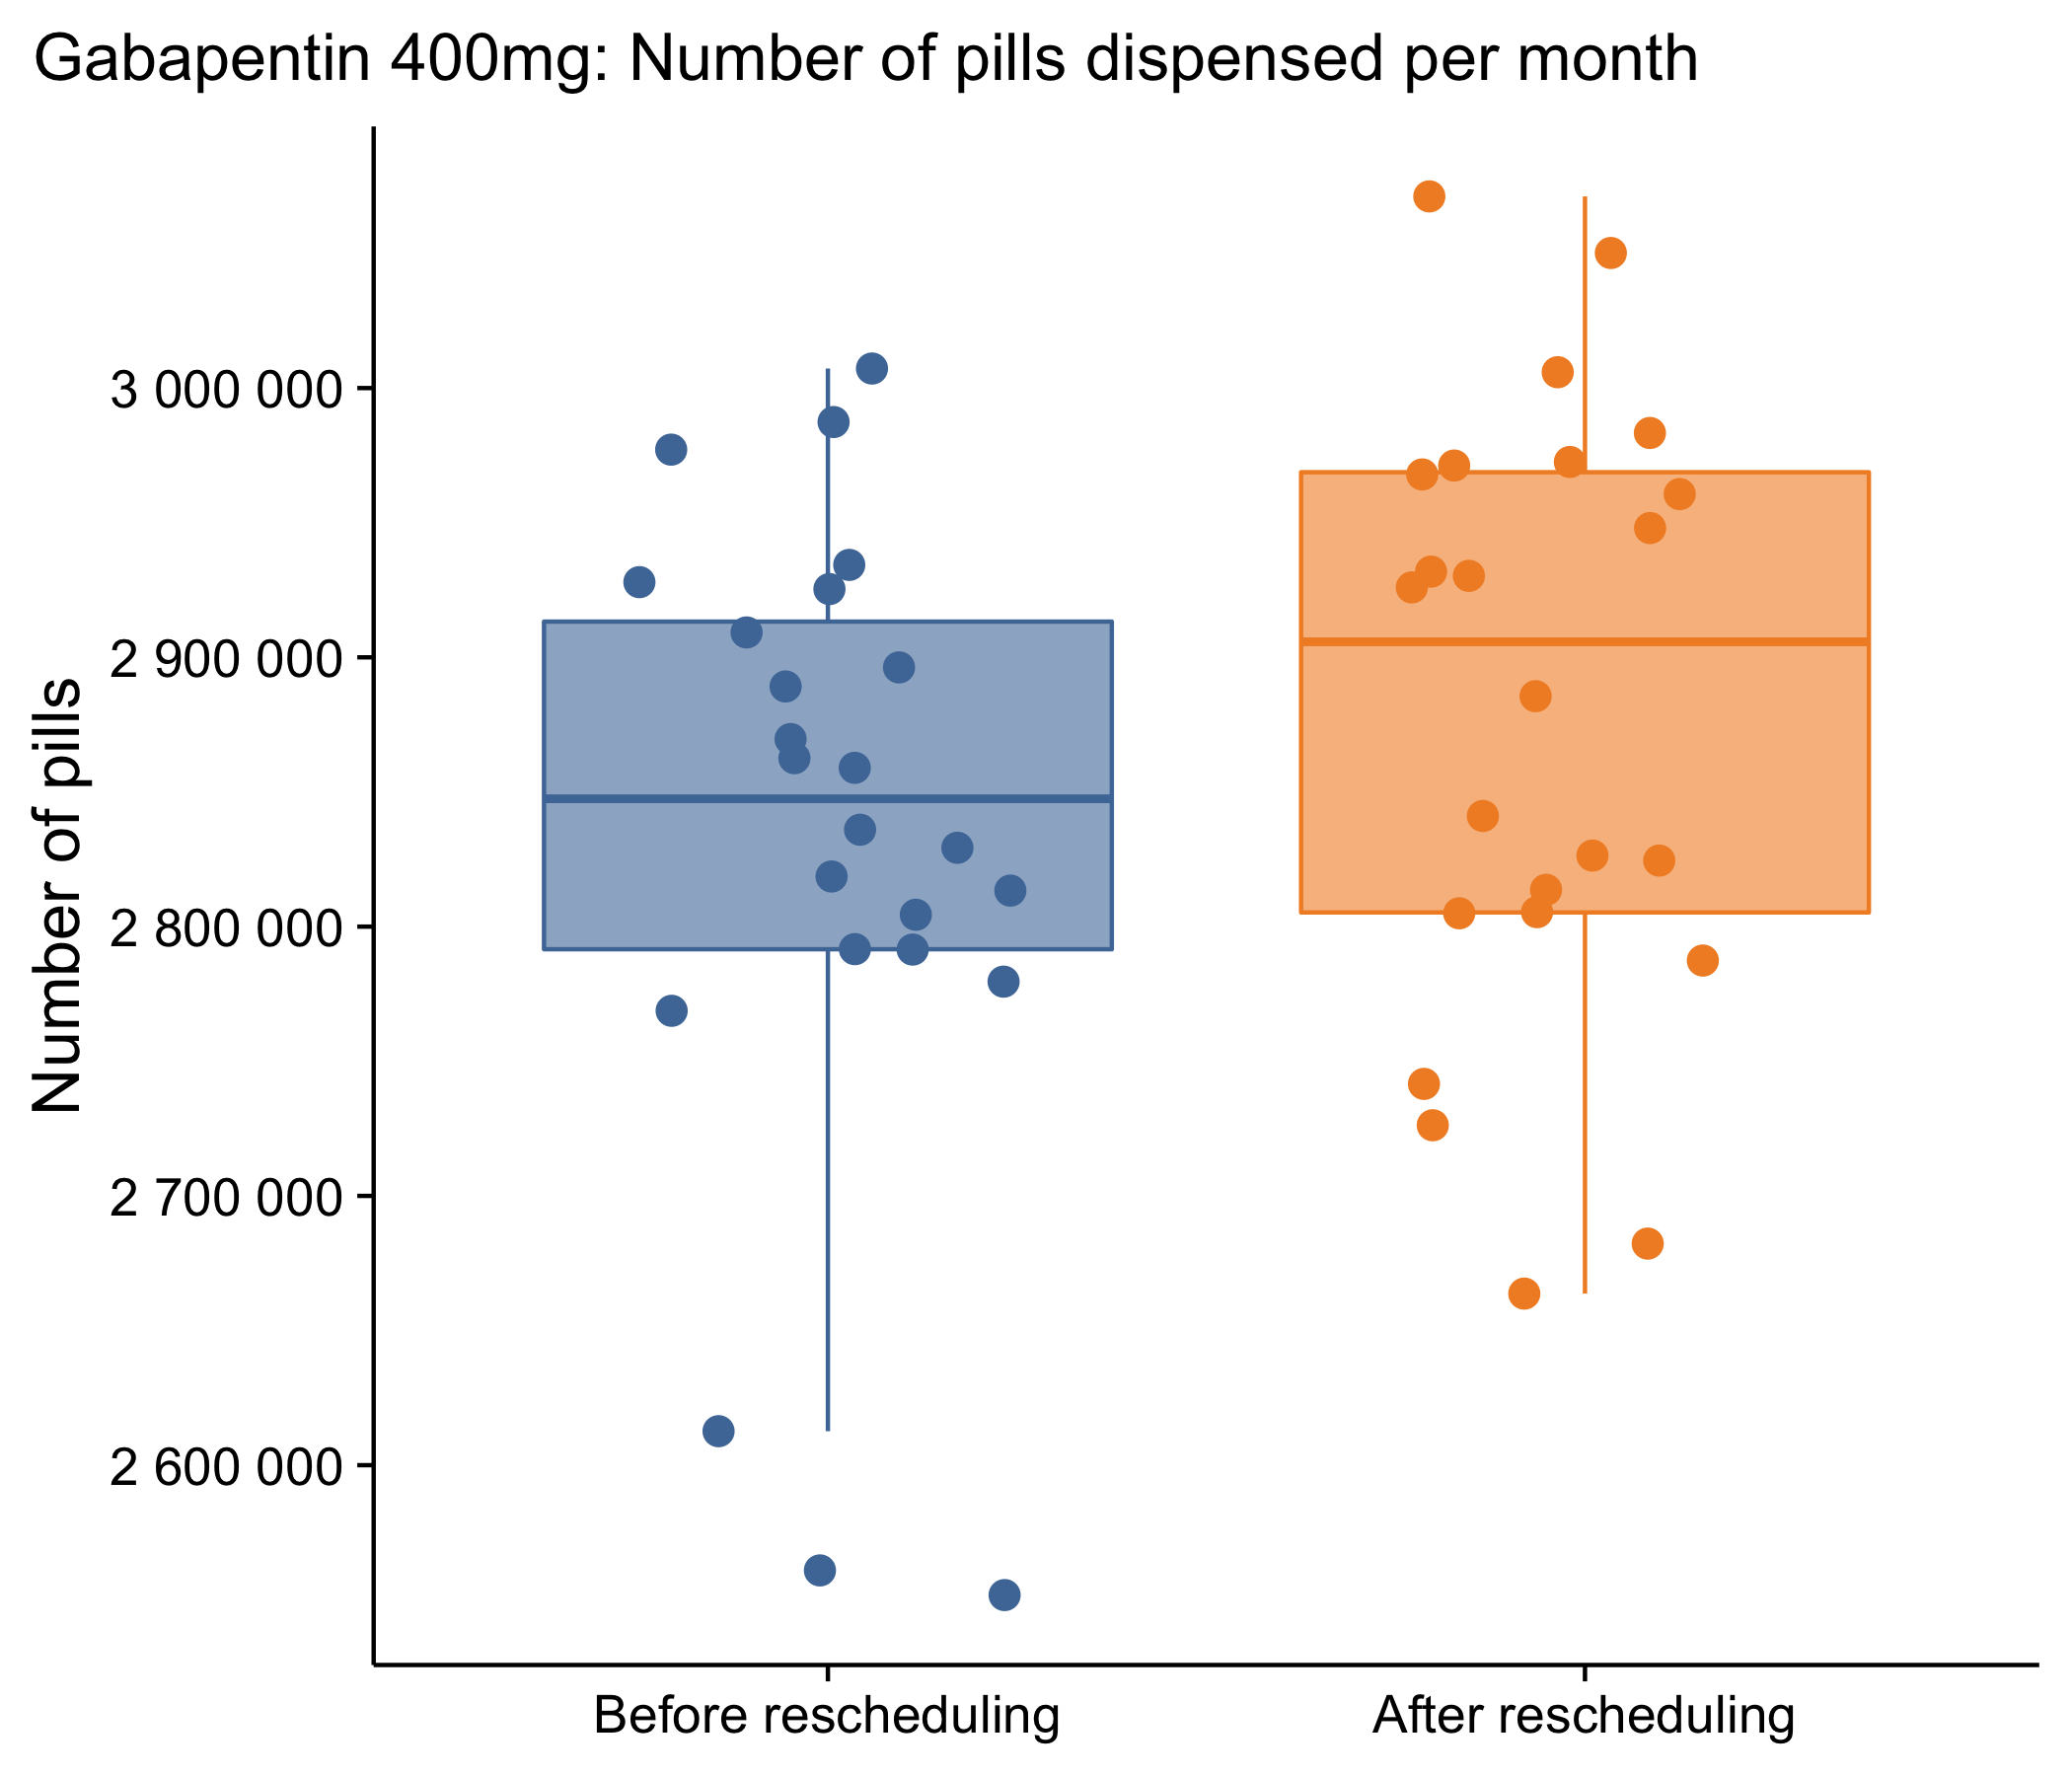 Gabapentin 400mg: Number of pills dispensed per month
Number of pills
3 000 000
2 900 000
2 800 000
2 700 000
2 600 000
Before rescheduling
After rescheduling